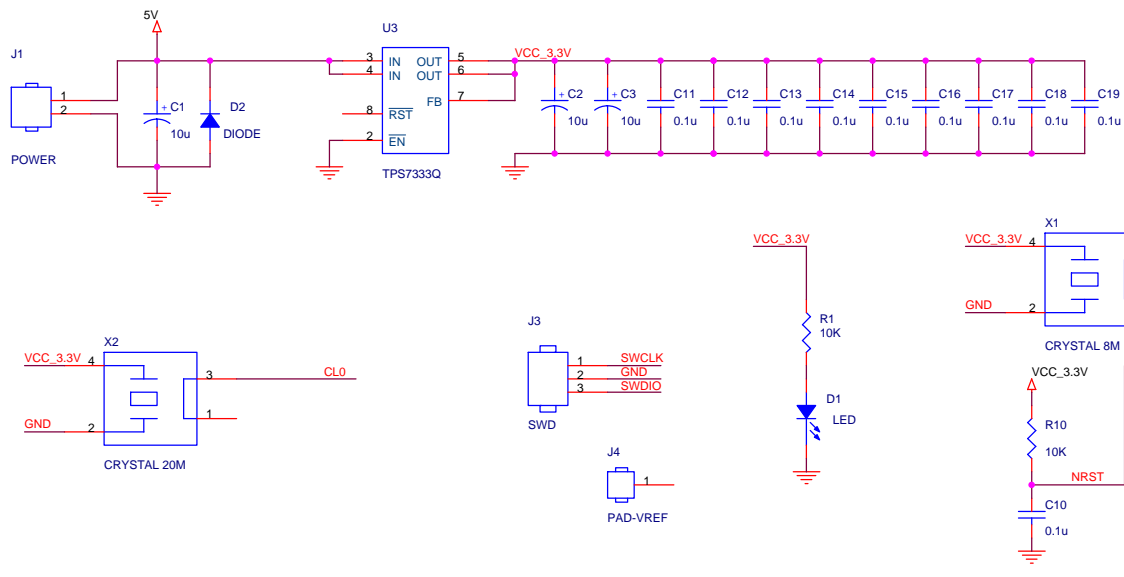 5V
J1
1
2
POWER
+
C1
10u
D2
DIODE
U3
3 IN OUT 5
4 IN OUT 6
FB 7
8 RST
2 EN
TPS7333Q
VCC_3.3V
+ C2
10u
+ C3
10u
C11
0.1u
C12
0.1u
C13
0.1u
C14
0.1u
C15
0.1u
C16
0.1u
C17
0.1u
C18
0.1u
C19
0.1u
X2
VCC_3.3V 4
GND 2
3 CL0
1
CRYSTAL 20M
J3
1 SWCLK
2 GND
3 SWDIO
SWD
J4
1
PAD-VREF
VCC_3.3V
R1
10K
D1
LED
X1
VCC_3.3V 4
GND 2
CRYSTAL 8M
VCC_3.3V
R10
10K
NRST
C10
0.1u